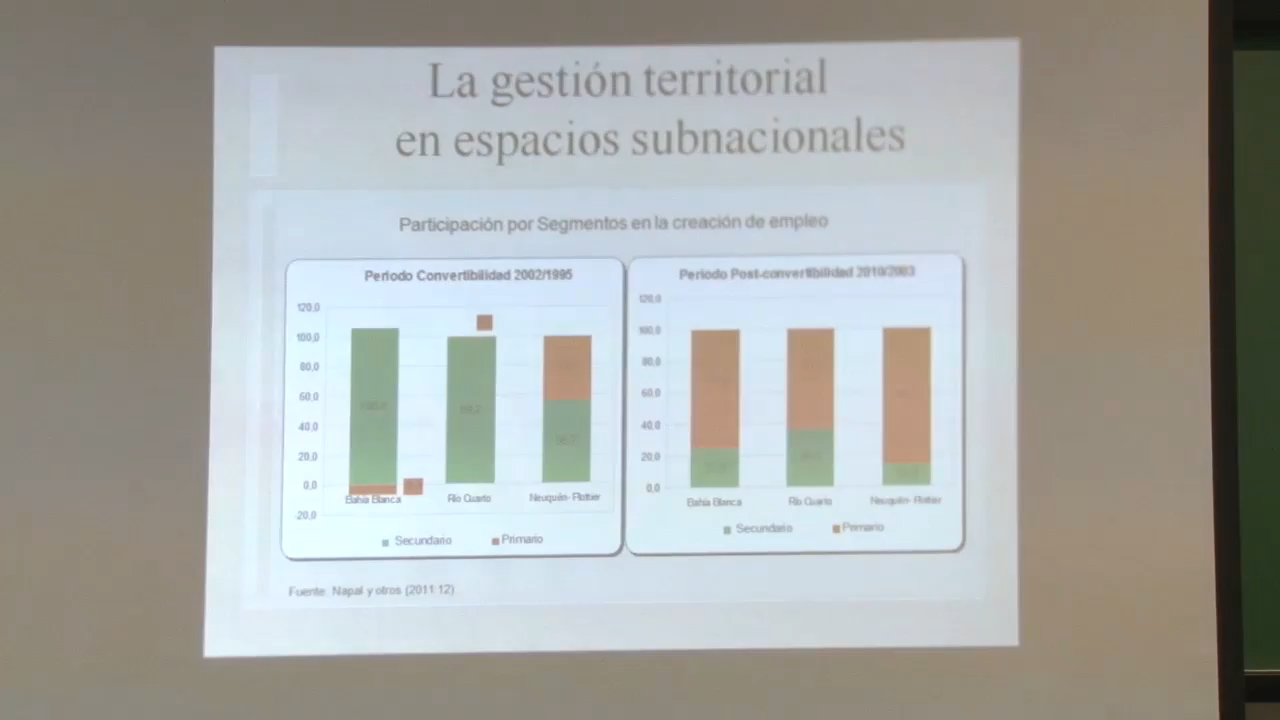 La gestión territorial
en espacios subnacionales
Participación por Segmentos en la creación de empleo
Periodo Convertibilidad 2002/1995
120,0
100,0
80,0
60,0
40,0
20,0
0,0
20,0
Bahía Blanca
Río Cuarto
Neuquén- Plottier
Secundario
Primario
Periodo Post-convertibilidad 2010/2003
120,0
100,0
80,0
60,0
40,0
20,0
0,0
Bahía Blanca
Río Cuarto
Neuquén- Plottier
Secundario
Primario
Fuente: Napal y otros (2011:12)